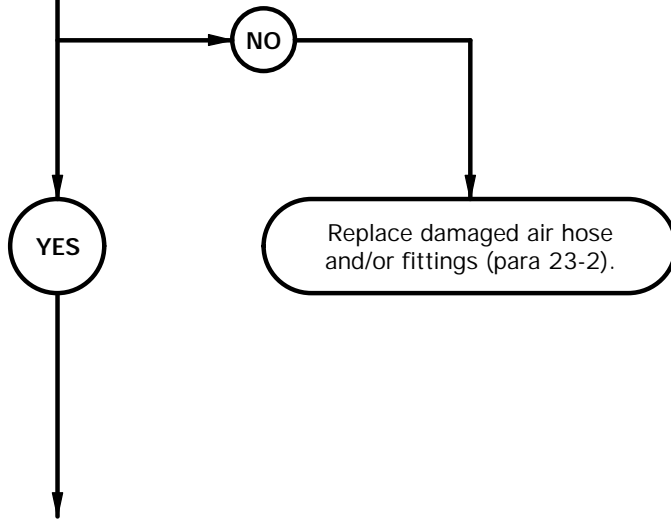 NO
YES
Replace damaged air hose
and/or fittings (para 23-2).